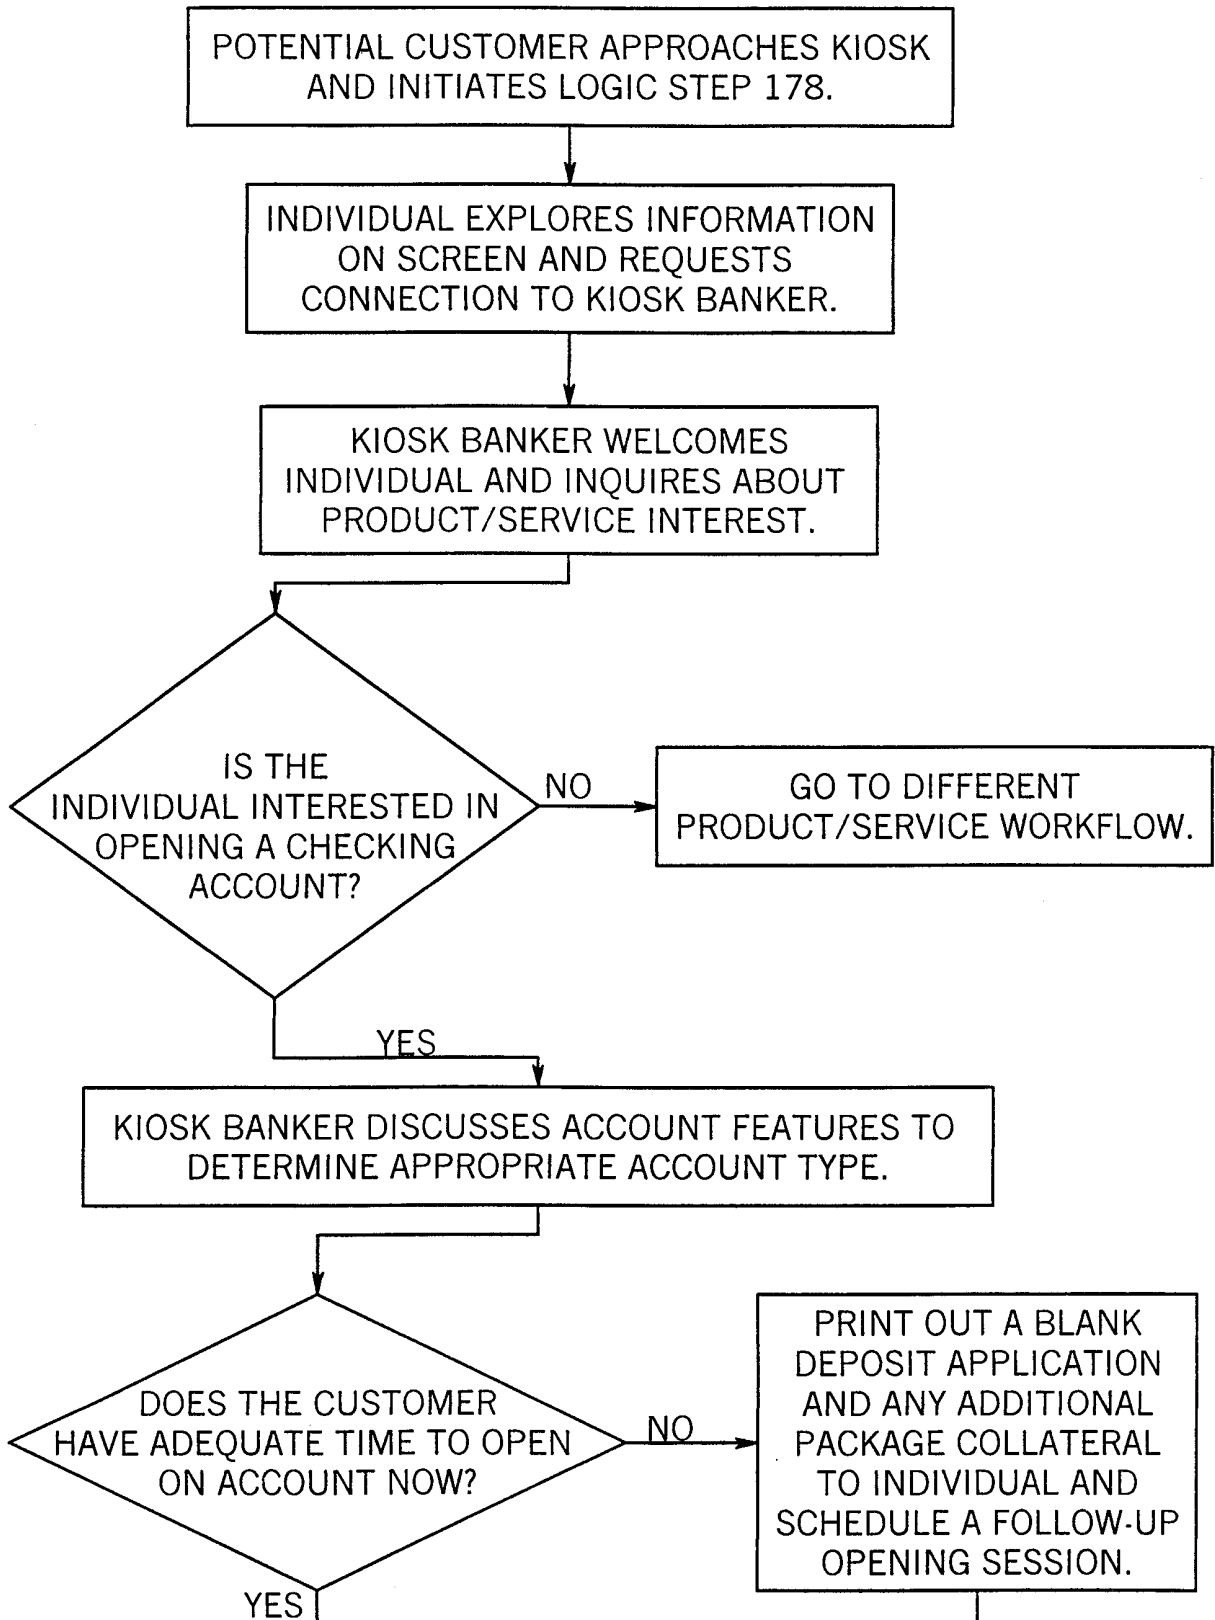 POTENTIAL CUSTOMER APPROACHES KIOSK
AND INITIATES LOGIC STEP 178.
INDIVIDUAL EXPLORES INFORMATION
ON SCREEN AND REQUESTS
CONNECTION TO KIOSK BANKER.
KIOSK BANKER WELCOMES
INDIVIDUAL AND INQUIRES ABOUT
PRODUCT/SERVICE INTEREST.
IS THE
INDIVIDUAL INTERESTED IN
OPENING A CHECKING
ACCOUNT?
NO
GO TO DIFFERENT
PRODUCT/SERVICE WORKFLOW.
YES
KIOSK BANKER DISCUSSES ACCOUNT FEATURES TO
DETERMINE APPROPRIATE ACCOUNT TYPE.
DOES THE CUSTOMER
HAVE ADEQUATE TIME TO OPEN
ON ACCOUNT NOW?
NO
PRINT OUT A BLANK
DEPOSIT APPLICATION
AND ANY ADDITIONAL
PACKAGE COLLATERAL
TO INDIVIDUAL AND
SCHEDULE A FOLLOW-UP
OPENING SESSION.
YES